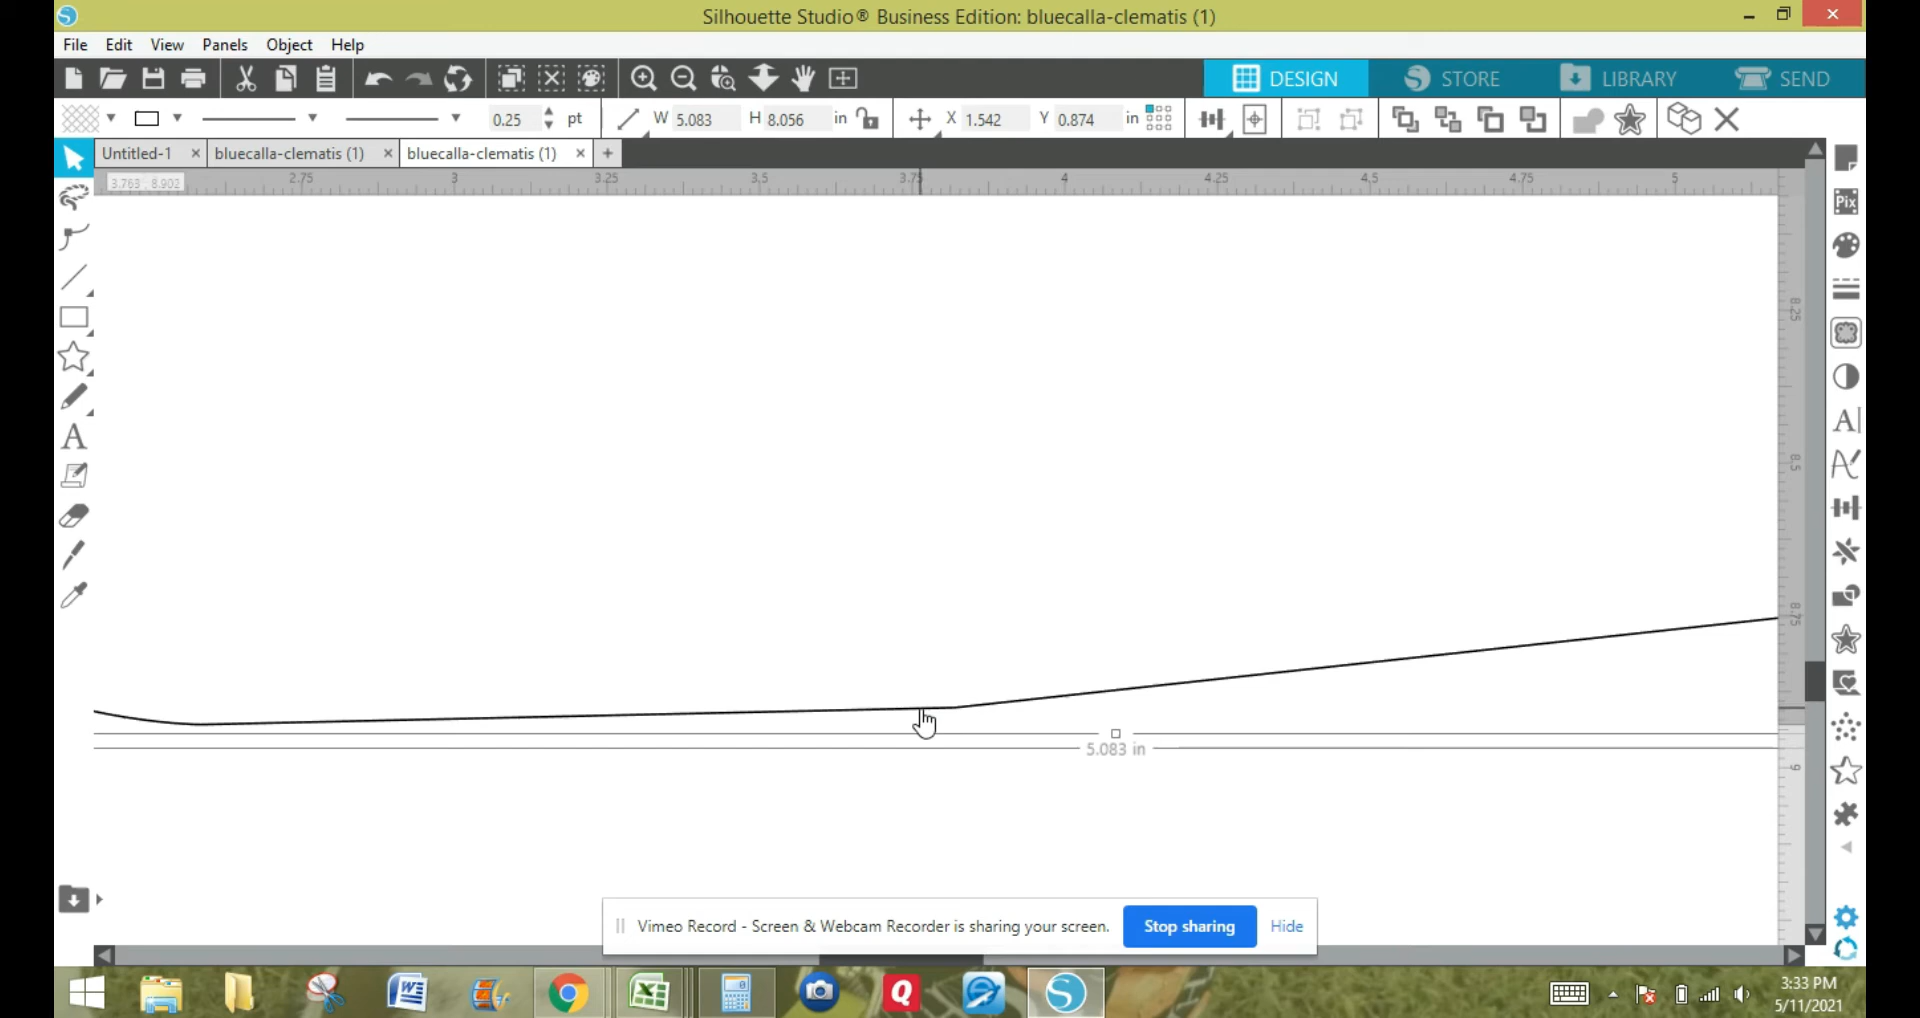 Silhouette Studio® Business Edition: bluecalla-clematis (1)
File Edit View Panels Object Help
DESIGN STORE LIBRARY SEND
0.25 pt W 5.083 H 8.056 in X 1.542 Y 0.874 in
Untitled-1 × bluecalla-clematis (1) × bluecalla-clematis (1) × +
3.763 , 8.902 2.75 3 3.25 3.5 3.75 4 4.25 4.5 4.75 5
Pix
8.25
A
A
8.5
8.75
5.083 in
9
Vimeo Record - Screen & Webcam Recorder is sharing your screen. Stop sharing Hide
3:33 PM
5/11/2021